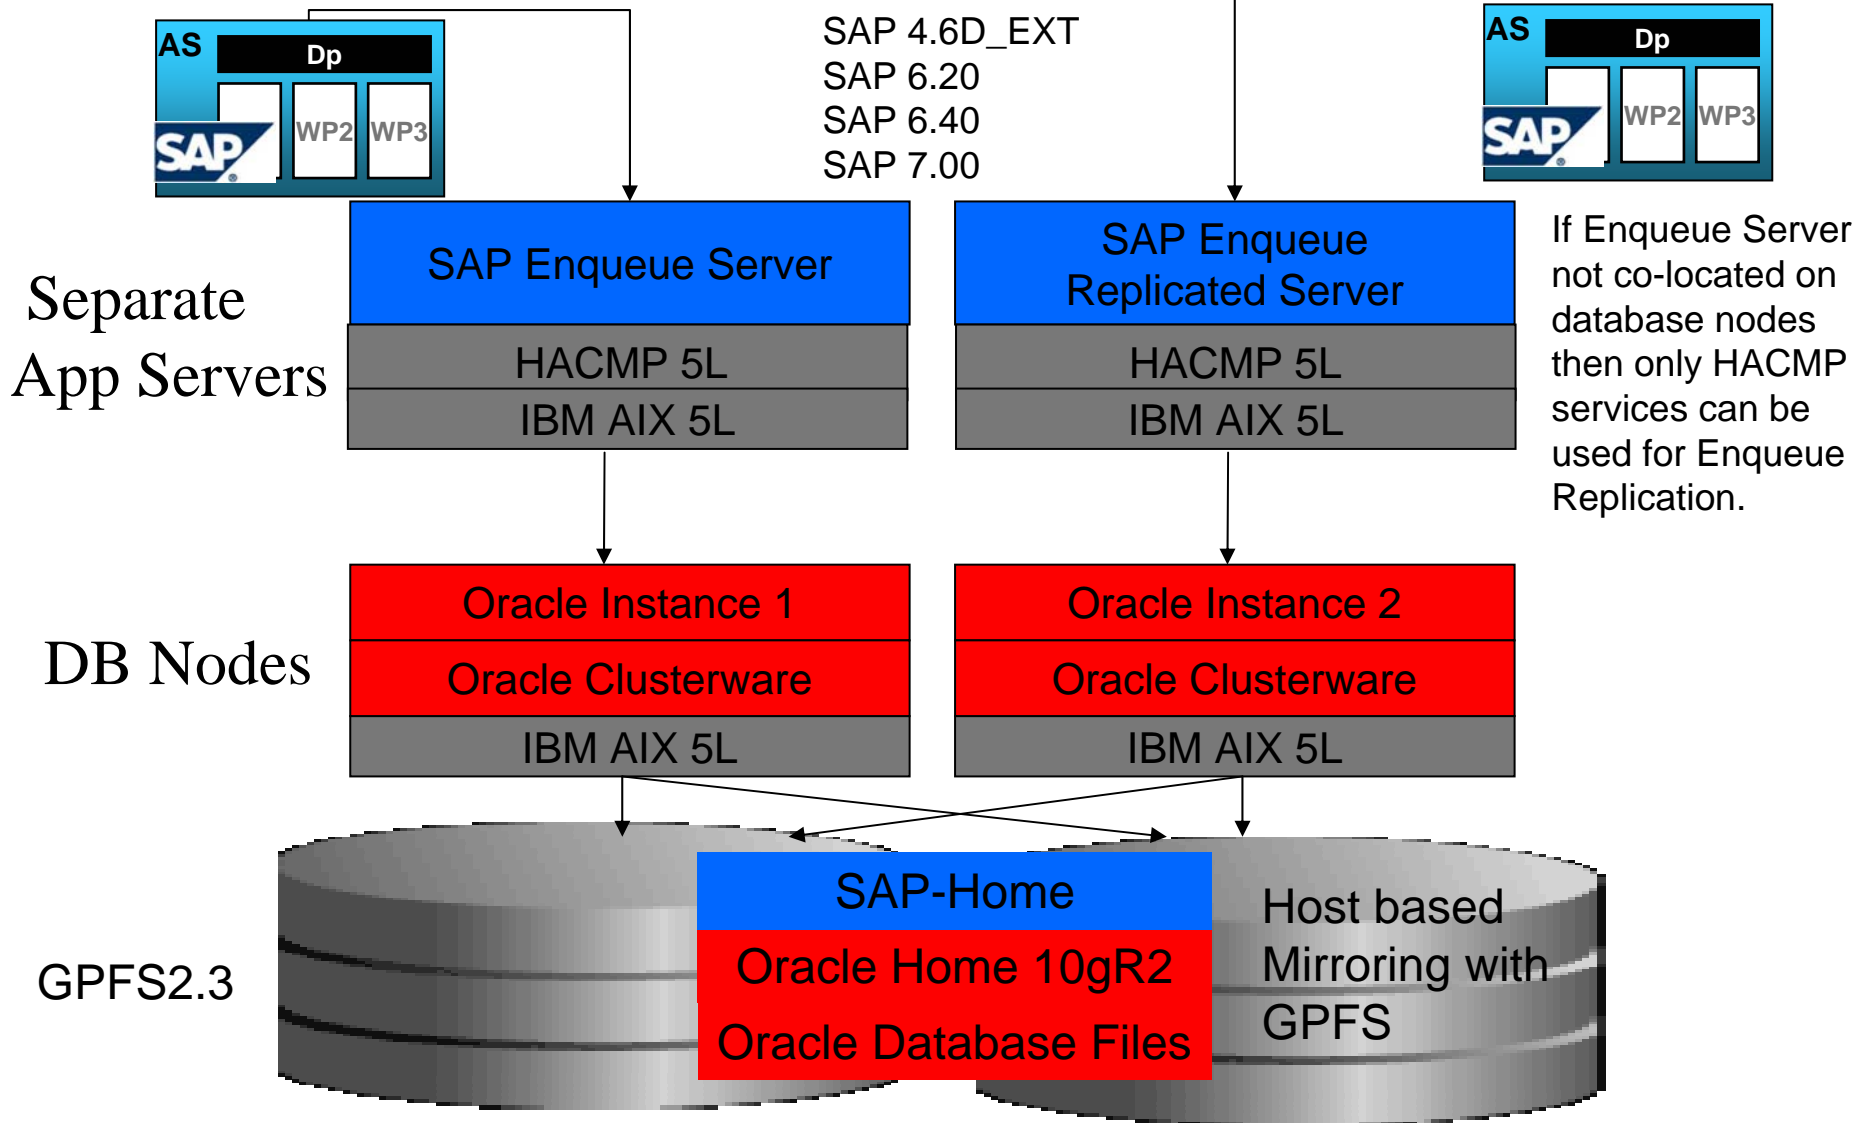 AS
Dp
WP2 WP3
SAP
®
SAP 4.6D_EXT
SAP 6.20
SAP 6.40
SAP 7.00
AS
Dp
WP2 WP3
SAP
®
Separate
App Servers
SAP Enqueue Server
HACMP 5L
IBM AIX 5L
SAP Enqueue
Replicated Server
HACMP 5L
IBM AIX 5L
If Enqueue Server
not co-located on
database nodes
then only HACMP
services can be
used for Enqueue
Replication.
DB Nodes
Oracle Instance 1
Oracle Clusterware
IBM AIX 5L
Oracle Instance 2
Oracle Clusterware
IBM AIX 5L
GPFS2.3
SAP-Home
Oracle Home 10gR2
Oracle Database Files
Host based
Mirroring with
GPFS